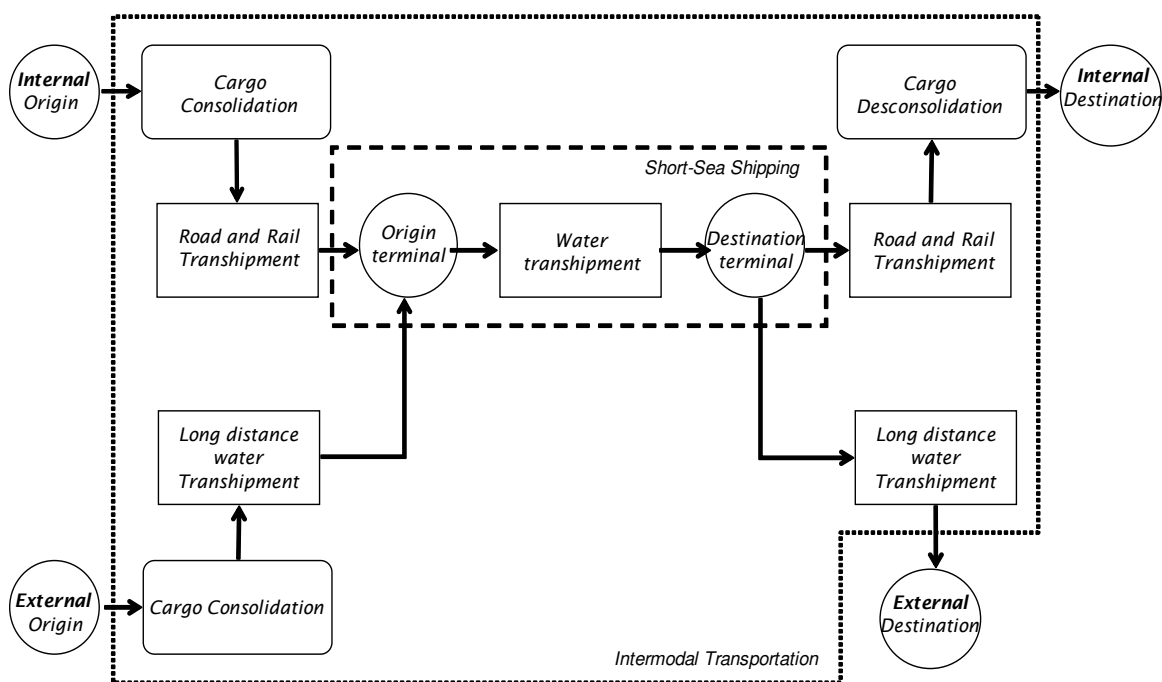 Internal
Origin
Cargo
Consolidation
Cargo
Desconsolidation
Internal
Destination
Short-Sea Shipping
Road and Rail
Transhipment
Origin
terminal
Water
transhipment
Destination
terminal
Road and Rail
Transhipment
Long distance
water
Transhipment
Long distance
water
Transhipment
External
Origin
Cargo Consolidation
External
Destination
Intermodal Transportation